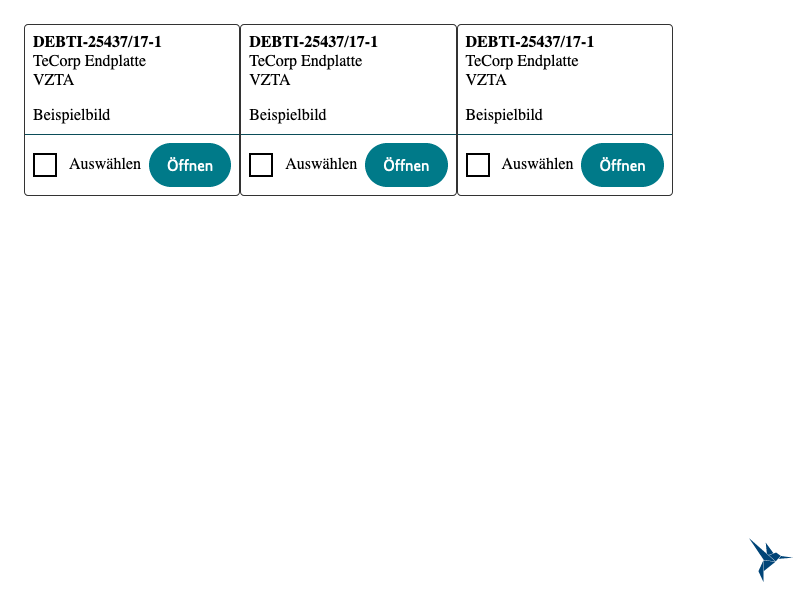 DEBTI-25437/17-1
TeCorp Endplatte
VZTA
Beispielbild
Auswählen Öffnen
DEBTI-25437/17-1
TeCorp Endplatte
VZTA
Beispielbild
Auswählen Öffnen
DEBTI-25437/17-1
TeCorp Endplatte
VZTA
Beispielbild
Auswählen Öffnen